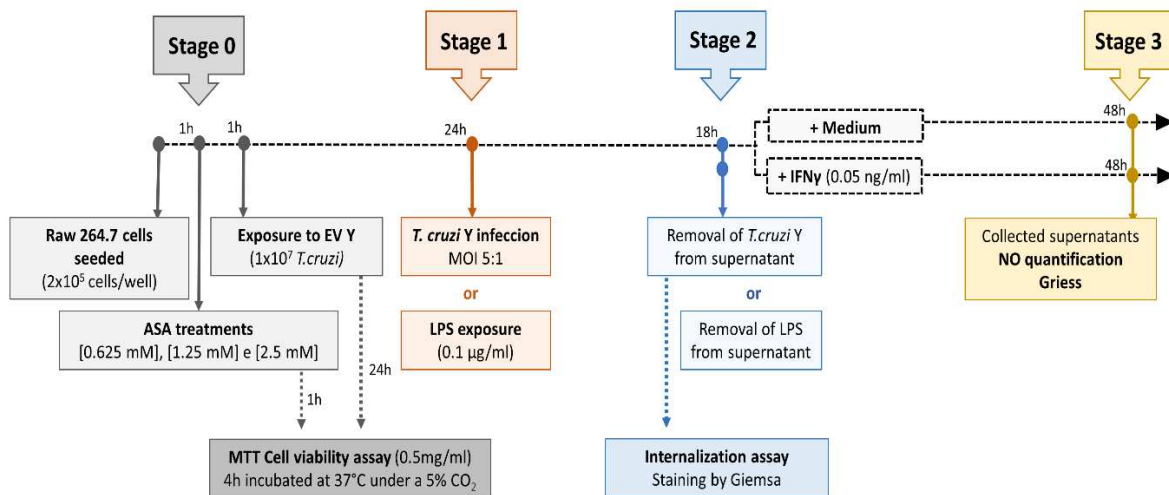 Stage 0
Stage 1
Stage 2
Stage 3
1h
1h
24h
18h
48h
+ Medium
48h
+ IFNγ (0.05 ng/ml)
Raw 264.7 cells
seeded
(2x10⁵ cells/well)
Exposure to EV Y
(1x10⁷ T.cruzi)
ASA treatments
[0.625 mM], [1.25 mM] e [2.5 mM]
1h
24h
MTT Cell viability assay (0.5mg/ml)
4h incubated at 37°C under a 5% CO₂
T. cruzi Y infeccion
MOI 5:1
or
LPS exposure
(0.1 µg/ml)
Removal of T.cruzi Y
from supernatant
or
Removal of LPS
from supernatant
Internalization assay
Staining by Giemsa
Collected supernatants
NO quantification
Griess